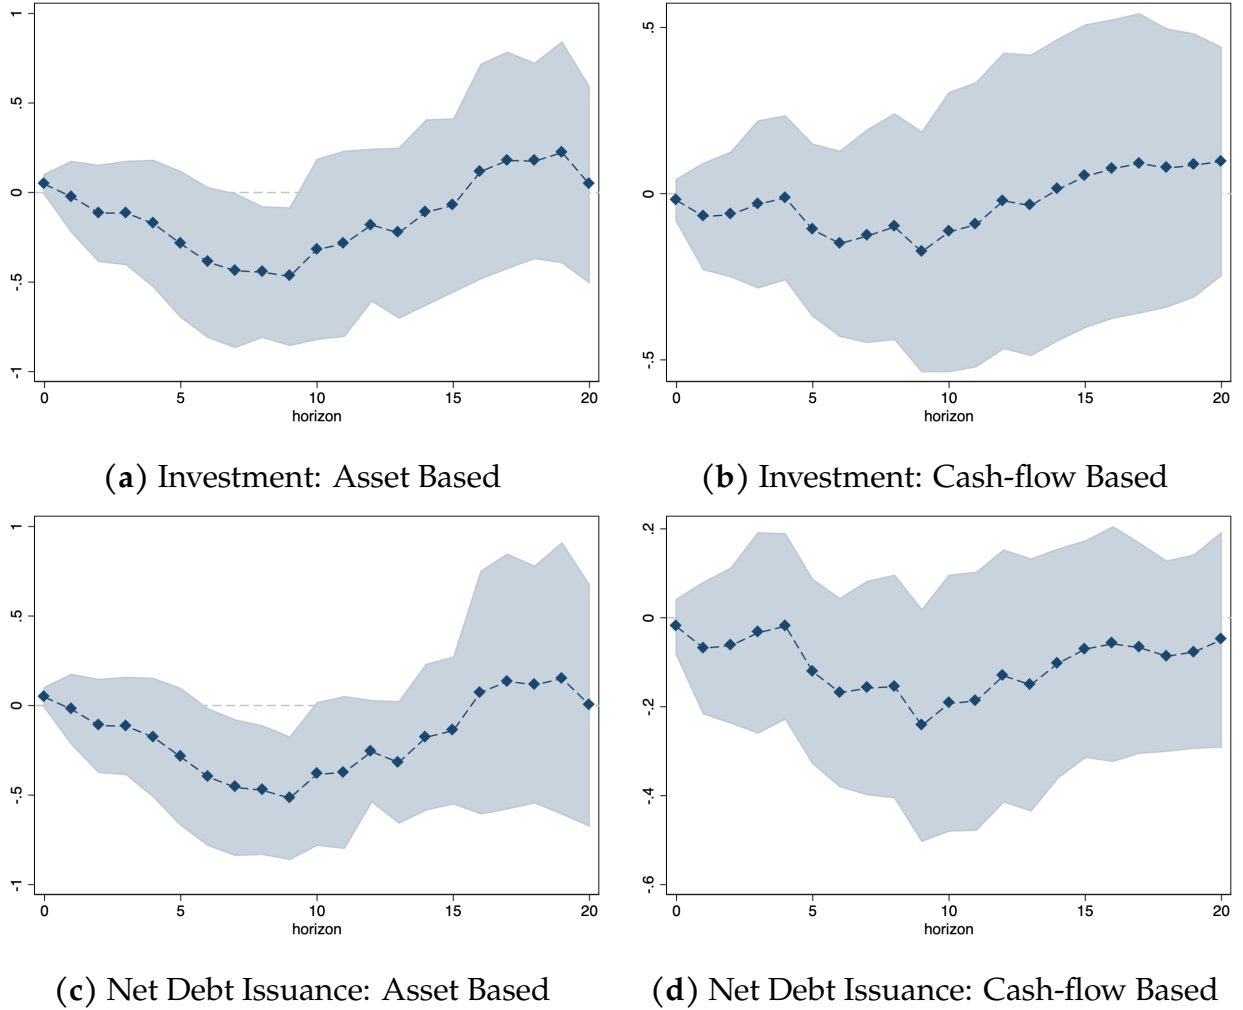 1
.5
0
-.5
-1
0 5 10 15 20
horizon
(a) Investment: Asset Based
.5
0
-.5
0 5 10 15 20
horizon
(b) Investment: Cash-flow Based
1
.5
0
-.5
-1
0 5 10 15 20
horizon
(c) Net Debt Issuance: Asset Based
.2
0
-.2
-.4
-.6
0 5 10 15 20
horizon
(d) Net Debt Issuance: Cash-flow Based